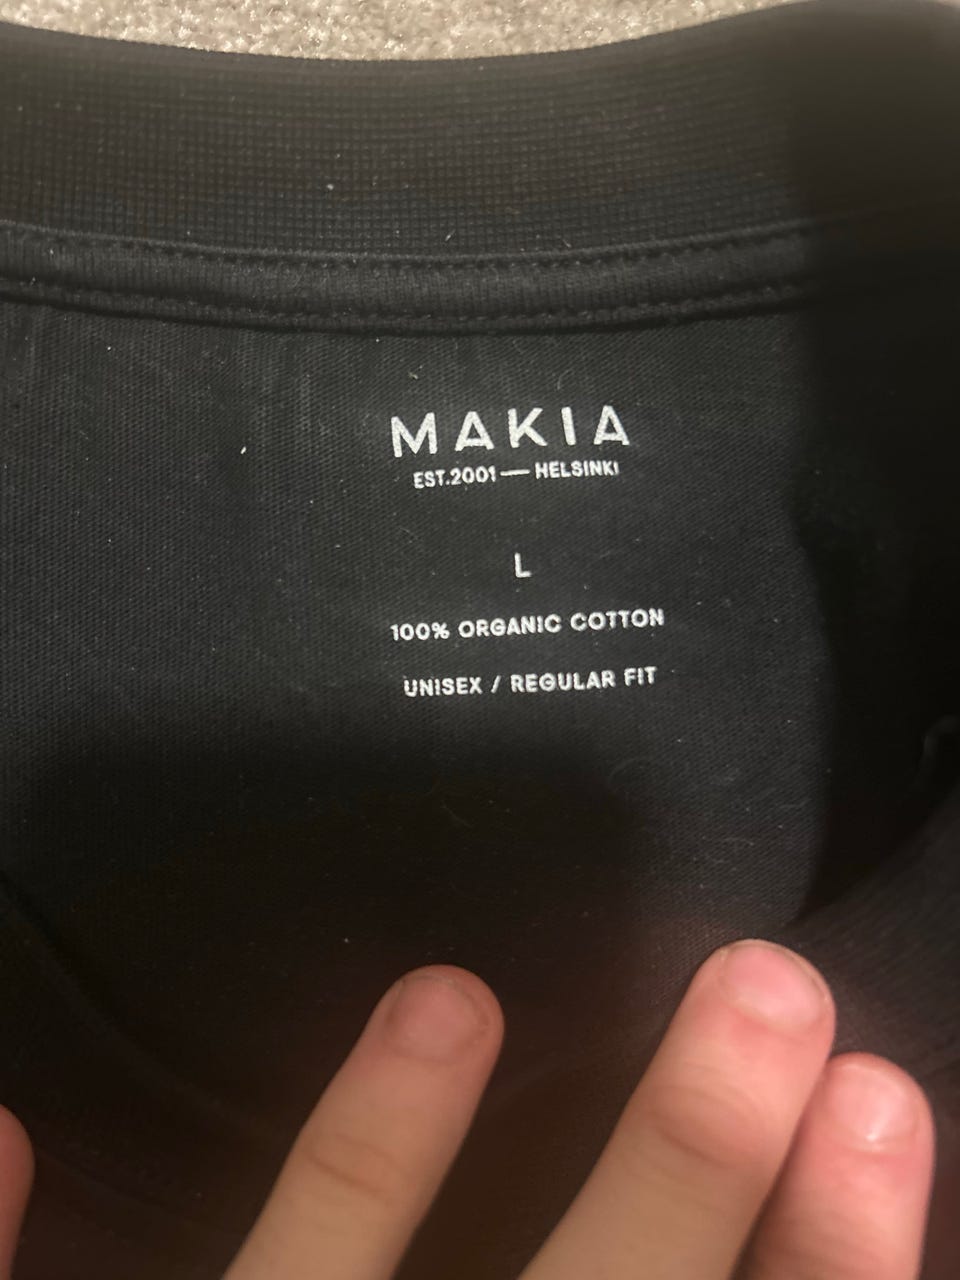 MAKIA
EST.2001 — HELSINKI
L
100% ORGANIC COTTON
UNISEX / REGULAR FIT